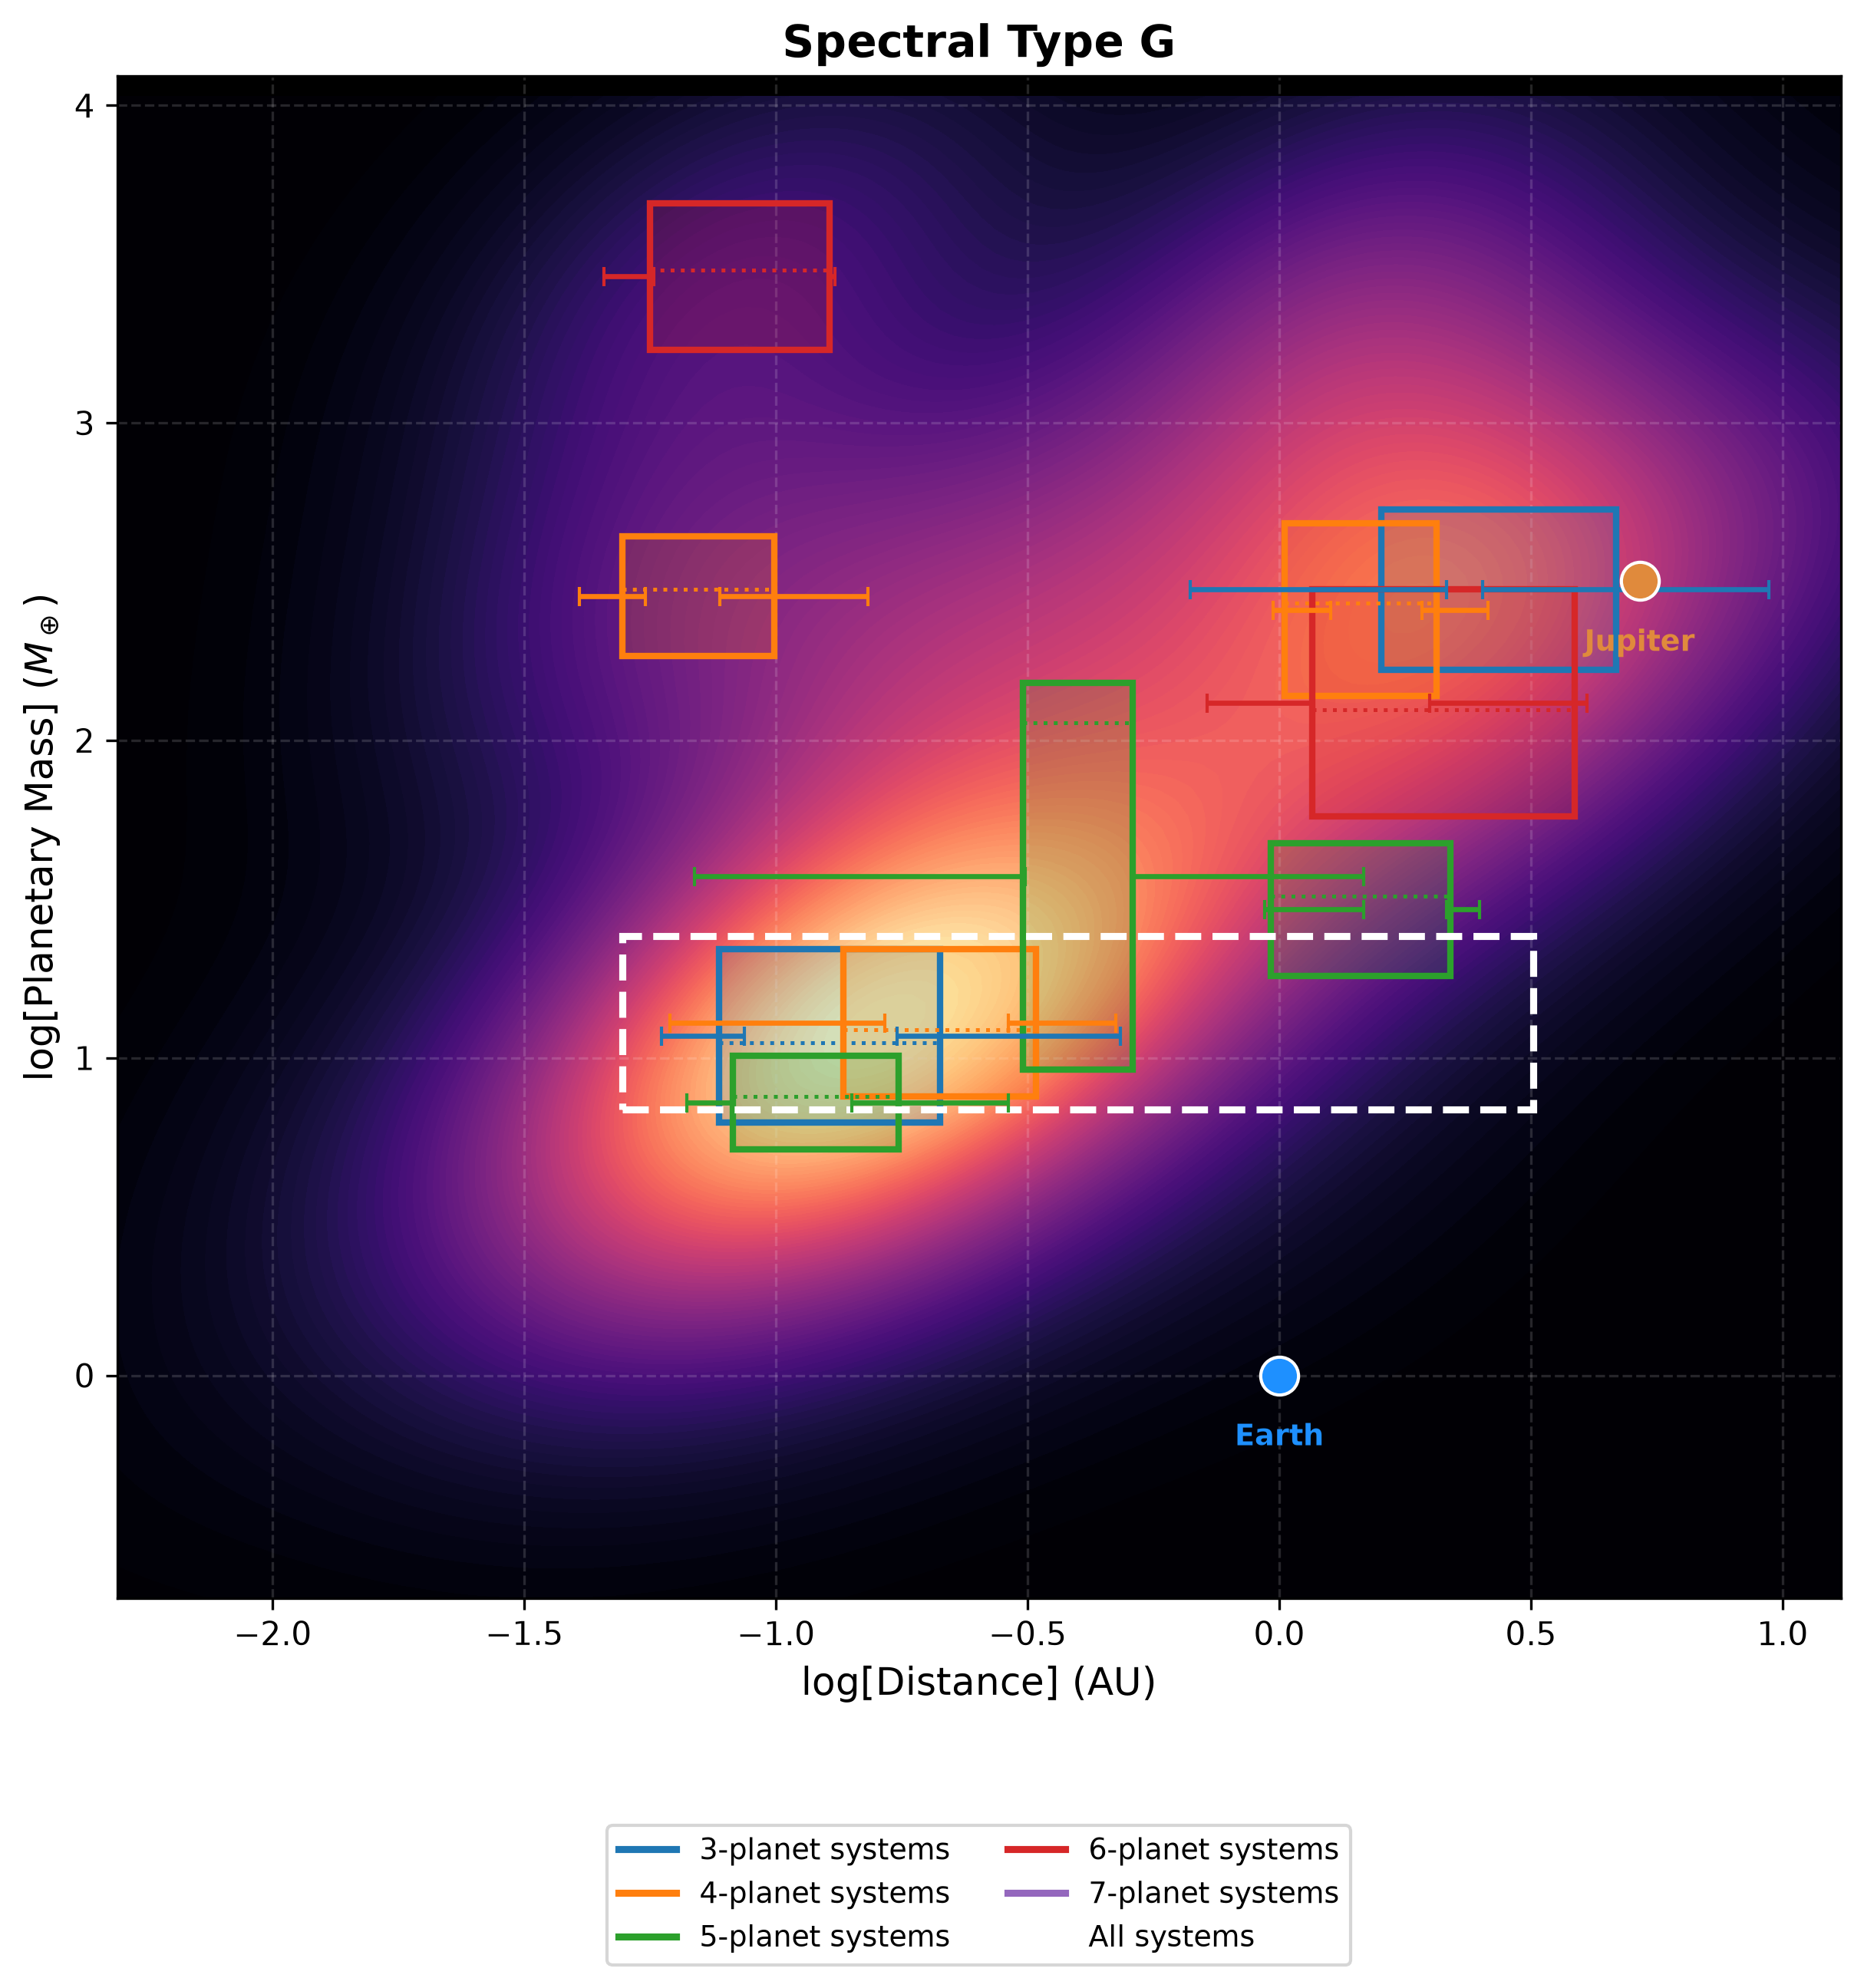 Spectral Type G
4
3
2
1
0
log[Planetary Mass] (M⊕)
Jupiter
Earth
−2.0 −1.5 −1.0 −0.5 0.0 0.5 1.0
log[Distance] (AU)
3-planet systems
4-planet systems
5-planet systems
6-planet systems
7-planet systems
All systems